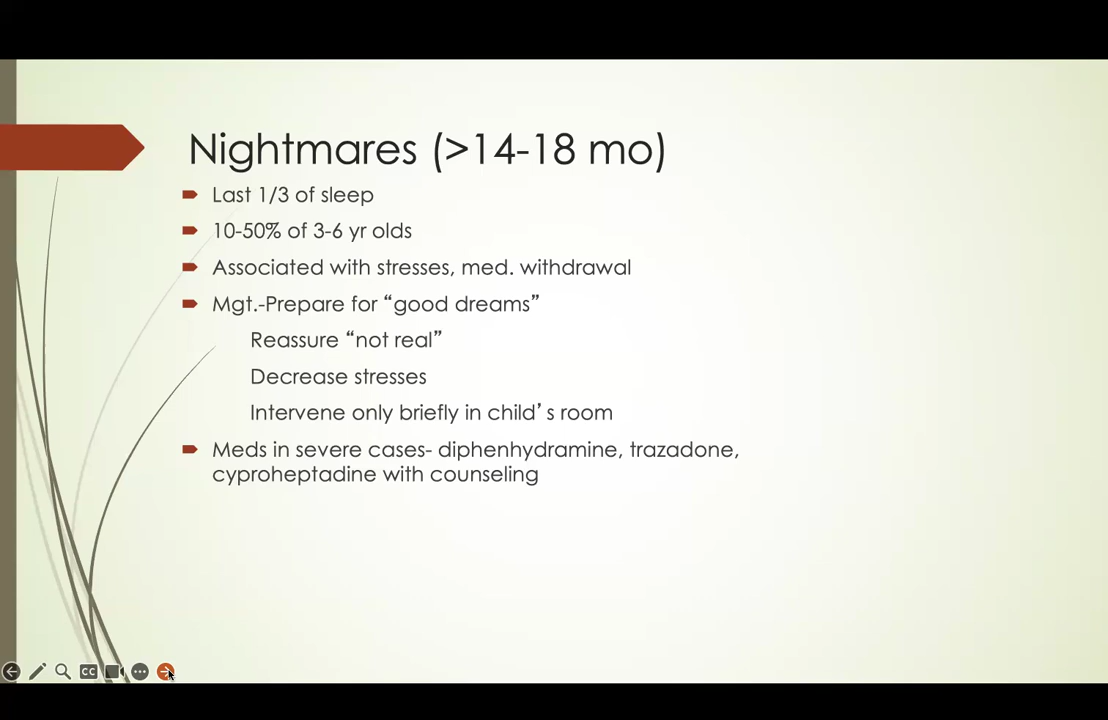 Nightmares (>14-18 mo)
Last 1/3 of sleep
10-50% of 3-6 yr olds
Associated with stresses, med. withdrawal
Mgt.-Prepare for “good dreams”
Reassure “not real”
Decrease stresses
Intervene only briefly in child’s room
Meds in severe cases- diphenhydramine, trazadone,
cyproheptadine with counseling
CC